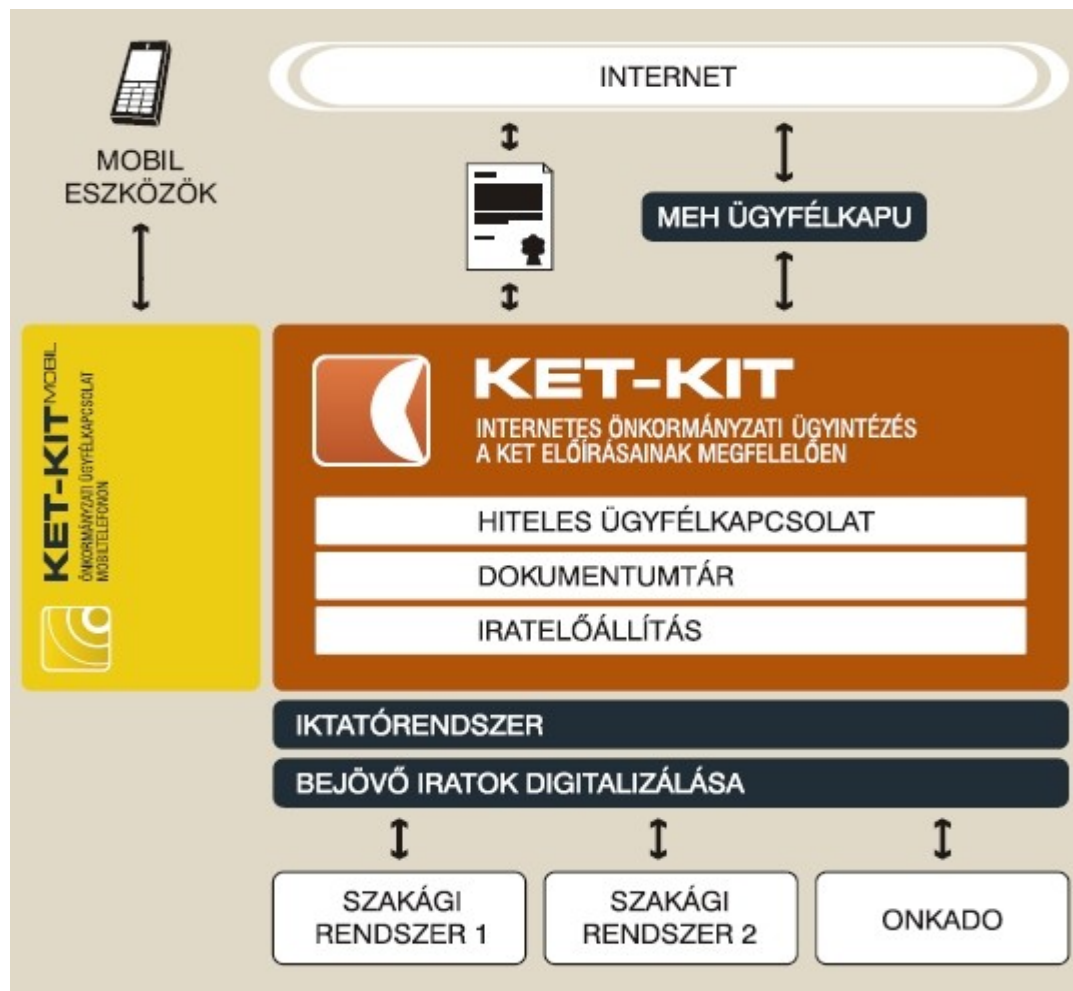 INTERNET
MOBIL
ESZKÖZÖK
MEH ÜGYFÉLKAPU
KET-KIT MOBIL
ÖNKORMÁNYZATI ÜGYFÉLKAPCSOLAT
MOBILTELEFONON
KET-KIT
INTERNETES ÖNKORMÁNYZATI ÜGYINTÉZÉS
A KET ELŐÍRÁSAINAK MEGFELELŐEN
HITELES ÜGYFÉLKAPCSOLAT
DOKUMENTUMTÁR
IRATELŐÁLLÍTÁS
IKTATÓRENDSZER
BEJÖVŐ IRATOK DIGITALIZÁLÁSA
SZAKÁGI
RENDSZER 1
SZAKÁGI
RENDSZER 2
ONKADO